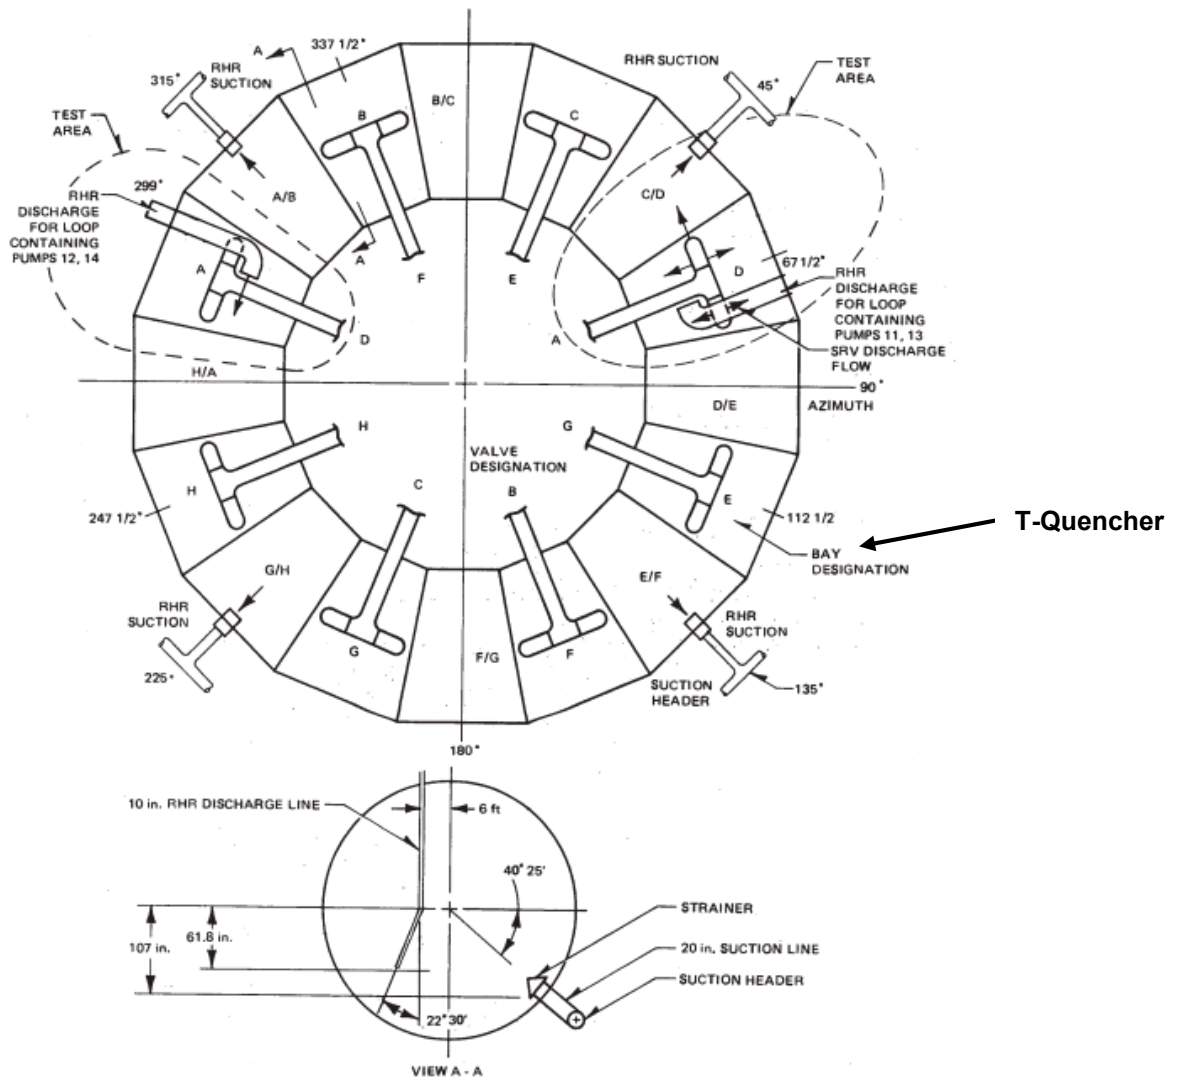 A
337 1/2°
RHR
SUCTION
315°
RHR SUCTION
45°
TEST
AREA
TEST
AREA
B
B/C
C
299°
RHR
DISCHARGE
FOR LOOP
CONTAINING
PUMPS 12, 14
A/B
C/D
A
A
F
E
D
67 1/2°
RHR
DISCHARGE
FOR LOOP
CONTAINING
PUMPS 11, 13
SRV DISCHARGE
FLOW
D
A
H/A
90°
AZIMUTH
D/E
H
G
VALVE
DESIGNATION
H
C
B
E
247 1/2°
112 1/2
T-Quencher
BAY
DESIGNATION
G/H
E/F
RHR
SUCTION
RHR
SUCTION
G
F/G
F
225°
SUCTION
HEADER
135°
180°
10 in. RHR DISCHARGE LINE
6 ft
40° 25'
STRAINER
107 in.
61.8 in.
20 in. SUCTION LINE
SUCTION HEADER
22° 30'
VIEW A - A